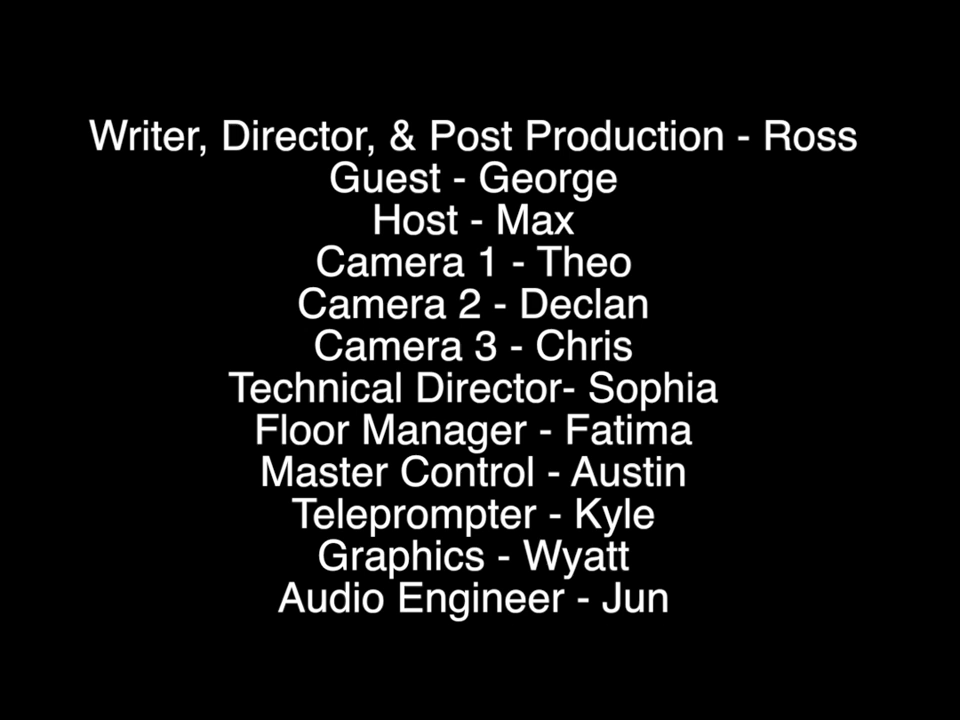 Writer, Director, & Post Production - Ross
Guest - George
Host - Max
Camera 1 - Theo
Camera 2 - Declan
Camera 3 - Chris
Technical Director- Sophia
Floor Manager - Fatima
Master Control - Austin
Teleprompter - Kyle
Graphics - Wyatt
Audio Engineer - Jun